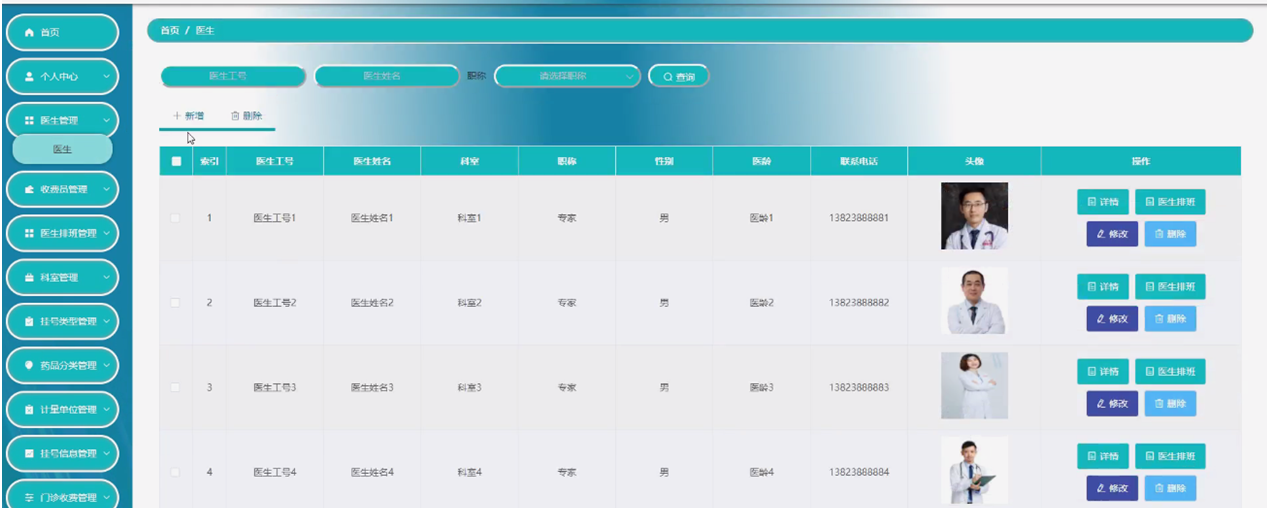 首页
首页 / 医生
医生工号 医生姓名 职称 请选择职称 查询
个人中心
新增 删除
医生管理
医生
索引 医生工号 医生姓名 科室 职称 性别 医龄 联系电话 头像 操作
收费员管理
1 医生工号1 医生姓名1 科室1 专家 男 医龄1 13823888881 详情 医生排班
修改 删除
医生排班管理
科室管理
2 医生工号2 医生姓名2 科室2 专家 男 医龄2 13823888882 详情 医生排班
修改 删除
挂号类型管理
药品分类管理
3 医生工号3 医生姓名3 科室3 专家 男 医龄3 13823888883 详情 医生排班
修改 删除
计量单位管理
挂号信息管理
4 医生工号4 医生姓名4 科室4 专家 男 医龄4 13823888884 详情 医生排班
修改 删除
门诊收费管理